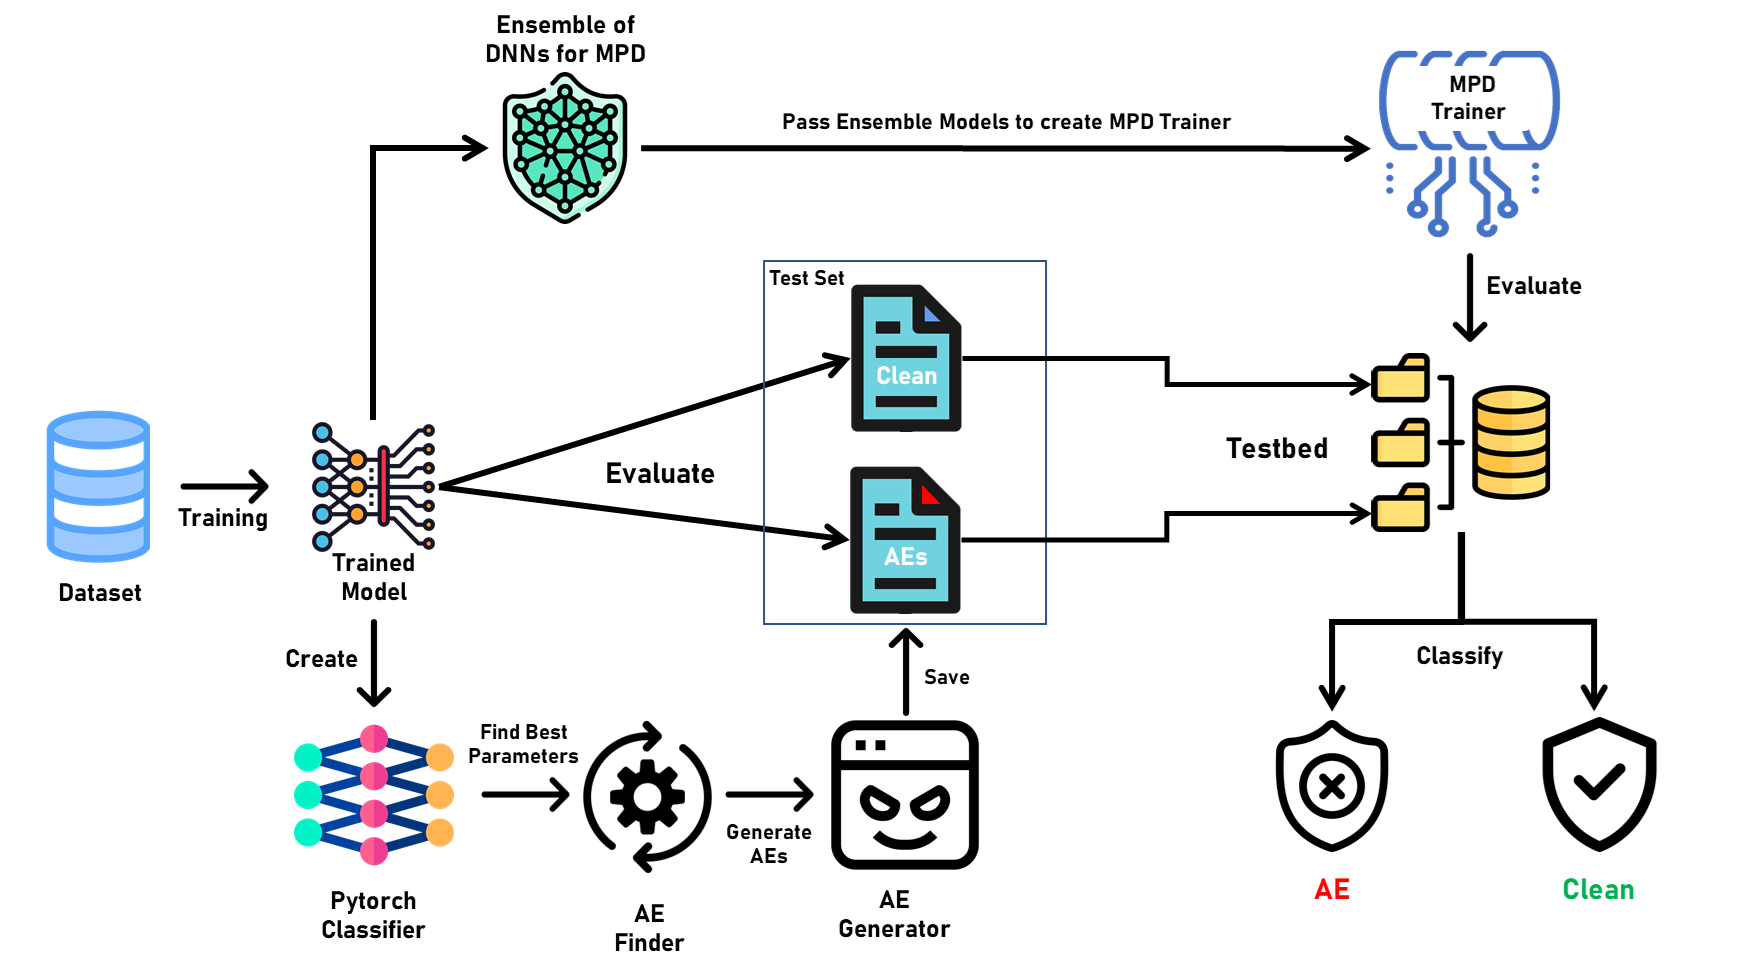 Ensemble of
DNNs for MPD
Pass Ensemble Models to create MPD Trainer
MPD
Trainer
Evaluate
Test Set
Clean
Evaluate
AEs
Testbed
Training
Dataset
Trained
Model
Create
Save
Classify
Find Best
Parameters
Generate
AEs
Pytorch
Classifier
AE
Finder
AE
Generator
AE
Clean